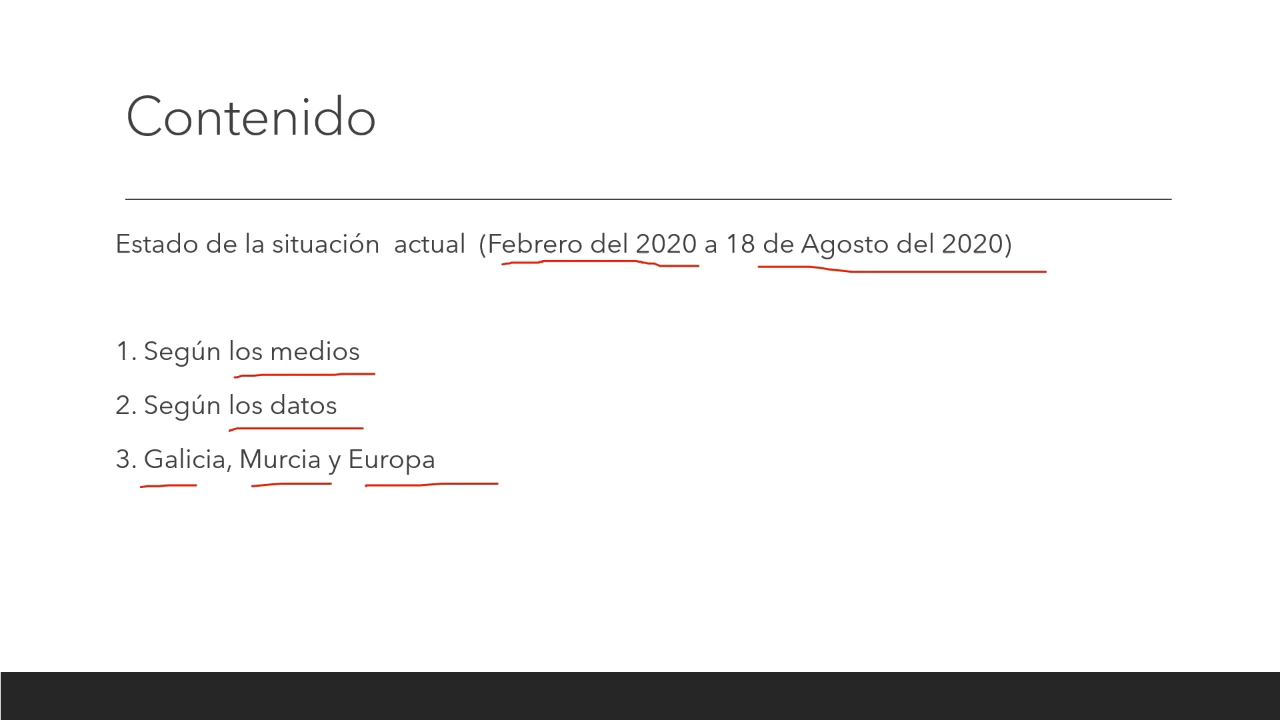 Contenido
Estado de la situación actual (Febrero del 2020 a 18 de Agosto del 2020)
1. Según los medios
2. Según los datos
3. Galicia, Murcia y Europa